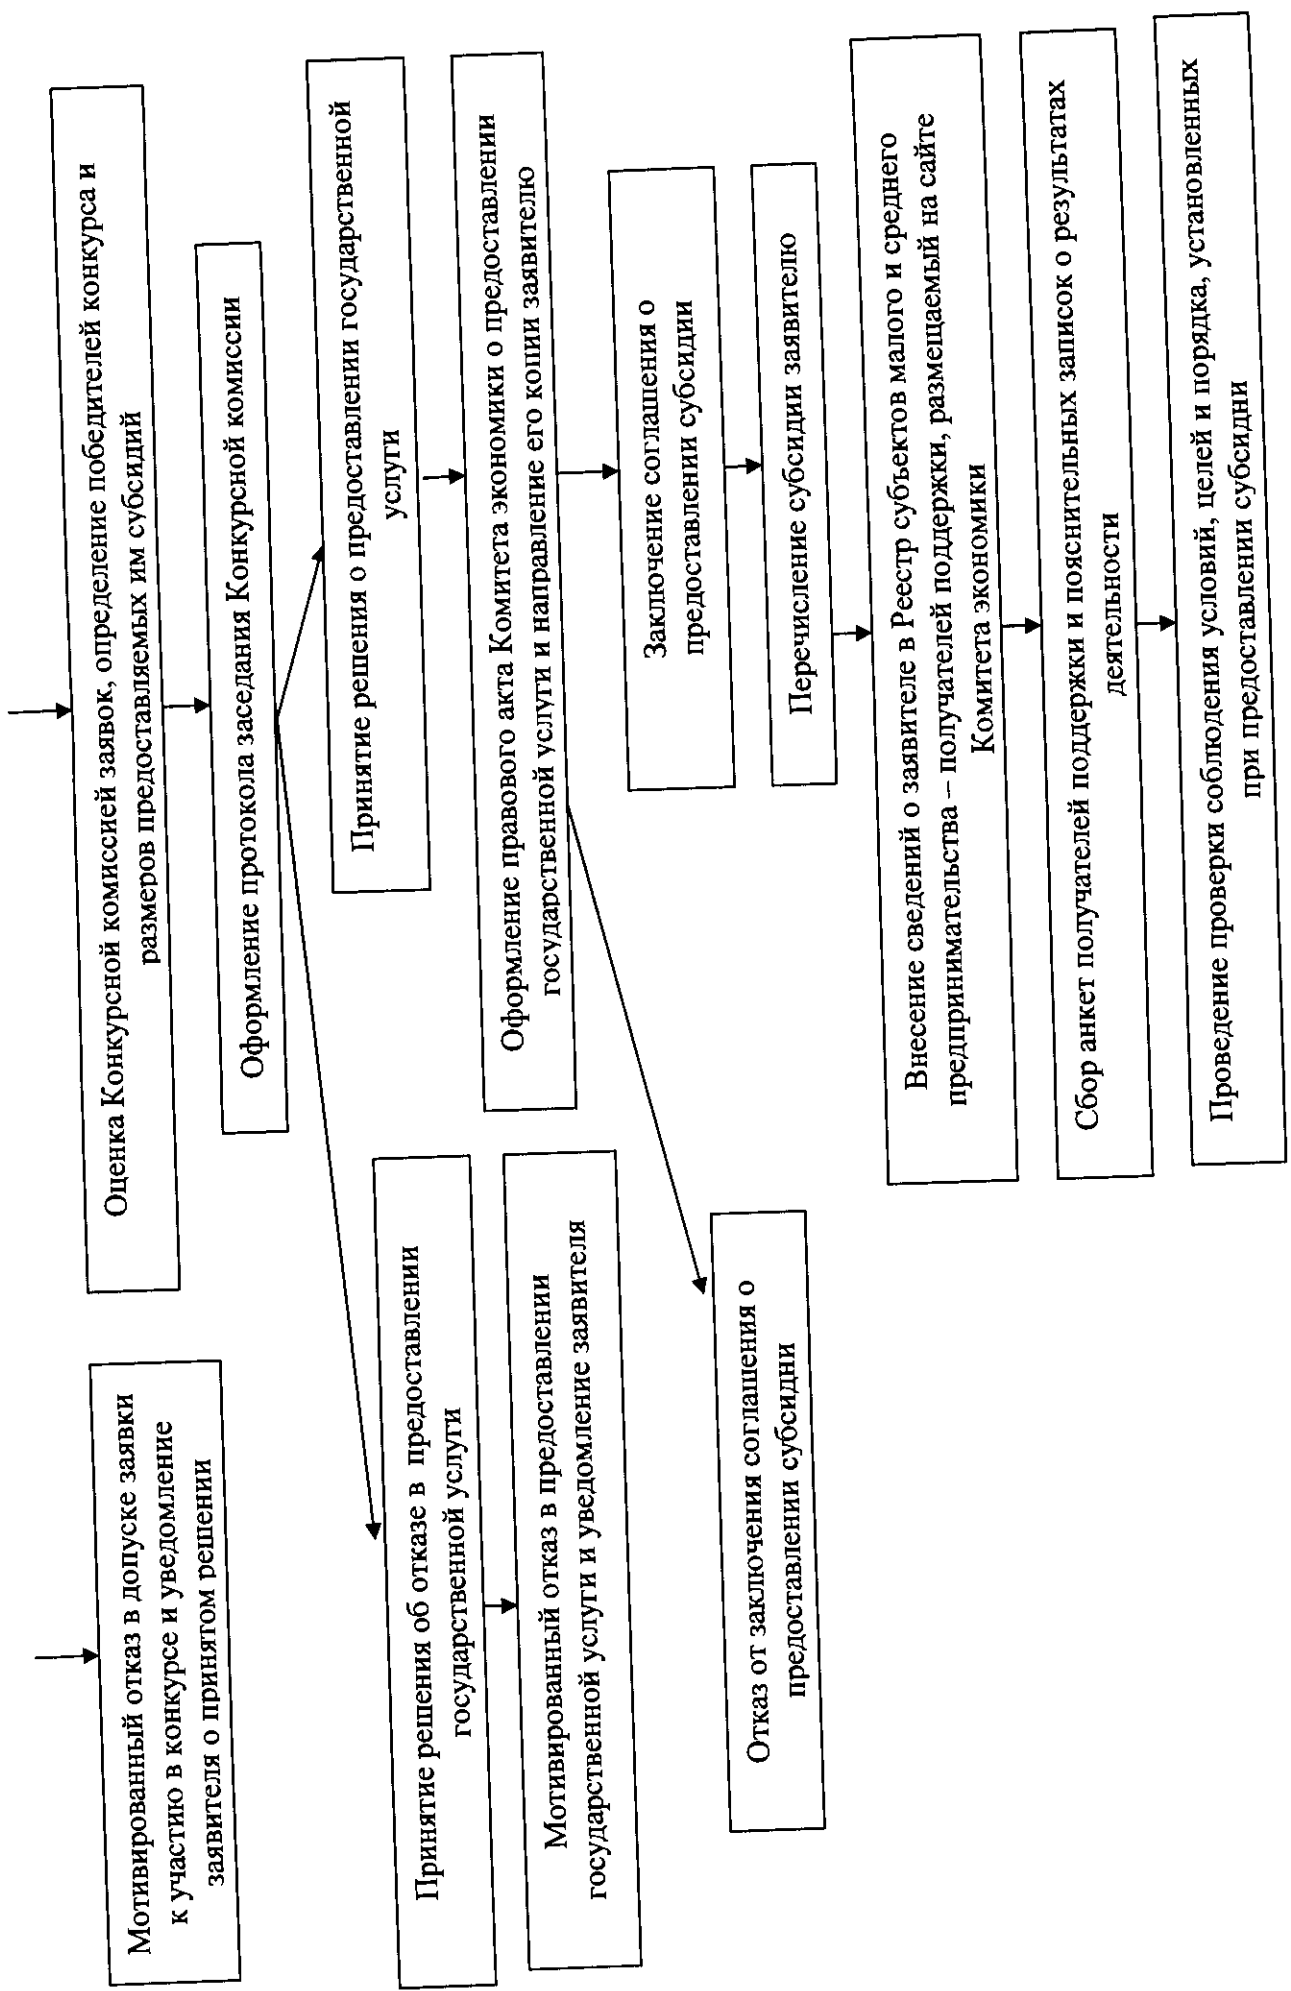 Мотивированный отказ в допуске заявки
к участию в конкурсе и уведомление
заявителя о принятом решении
Оценка Конкурсной комиссией заявок, определение победителей конкурса и
размеров предоставляемых им субсидий
Оформление протокола заседания Конкурсной комиссии
Принятие решения об отказе в предоставлении
государственной услуги
Принятие решения о предоставлении государственной
услуги
Мотивированный отказ в предоставлении
государственной услуги и уведомление заявителя
Оформление правового акта Комитета экономики о предоставлении
государственной услуги и направление его копии заявителю
Отказ от заключения соглашения о
предоставлении субсидии
Заключение соглашения о
предоставлении субсидии
Перечисление субсидии заявителю
Внесение сведений о заявителе в Реестр субъектов малого и среднего
предпринимательства – получателей поддержки, размещаемый на сайте
Комитета экономики
Сбор анкет получателей поддержки и пояснительных записок о результатах
деятельности
Проведение проверки соблюдения условий, целей и порядка, установленных
при предоставлении субсидии